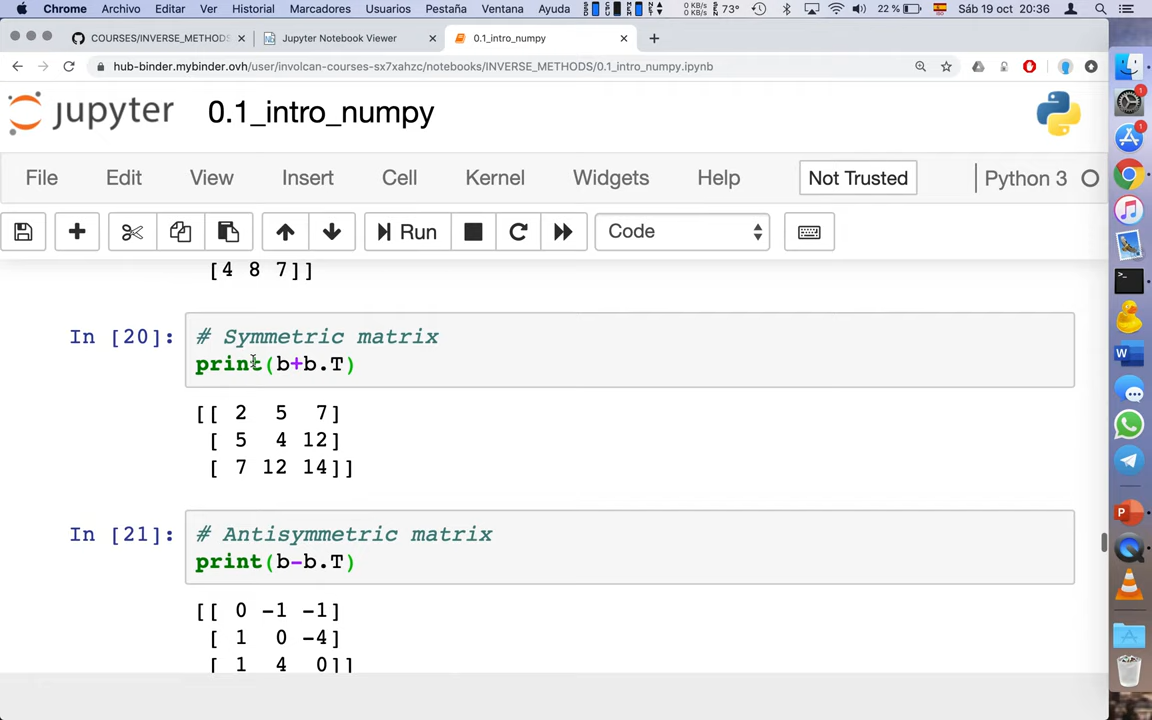 Chrome Archivo Editar Ver Historial Marcadores Usuarios Pestaña Ventana Ayuda 0 KB/s 0 KB/s 73° 22 % Sáb 19 oct 20:36
COURSES/INVERSE_METHODS Jupyter Notebook Viewer 0.1_intro_numpy
hub-binder.mybinder.ovh/user/involcan-courses-sx7xahzc/notebooks/INVERSE_METHODS/0.1_intro_numpy.ipynb
jupyter 0.1_intro_numpy
File Edit View Insert Cell Kernel Widgets Help Not Trusted Python 3
Run Code
[4 8 7]]
In [20]: # Symmetric matrix
print(b+b.T)
[[ 2 5 7]
[ 5 4 12]
[ 7 12 14]]
In [21]: # Antisymmetric matrix
print(b-b.T)
[[ 0 -1 -1]
[ 1 0 -4]
[ 1 4 0]]